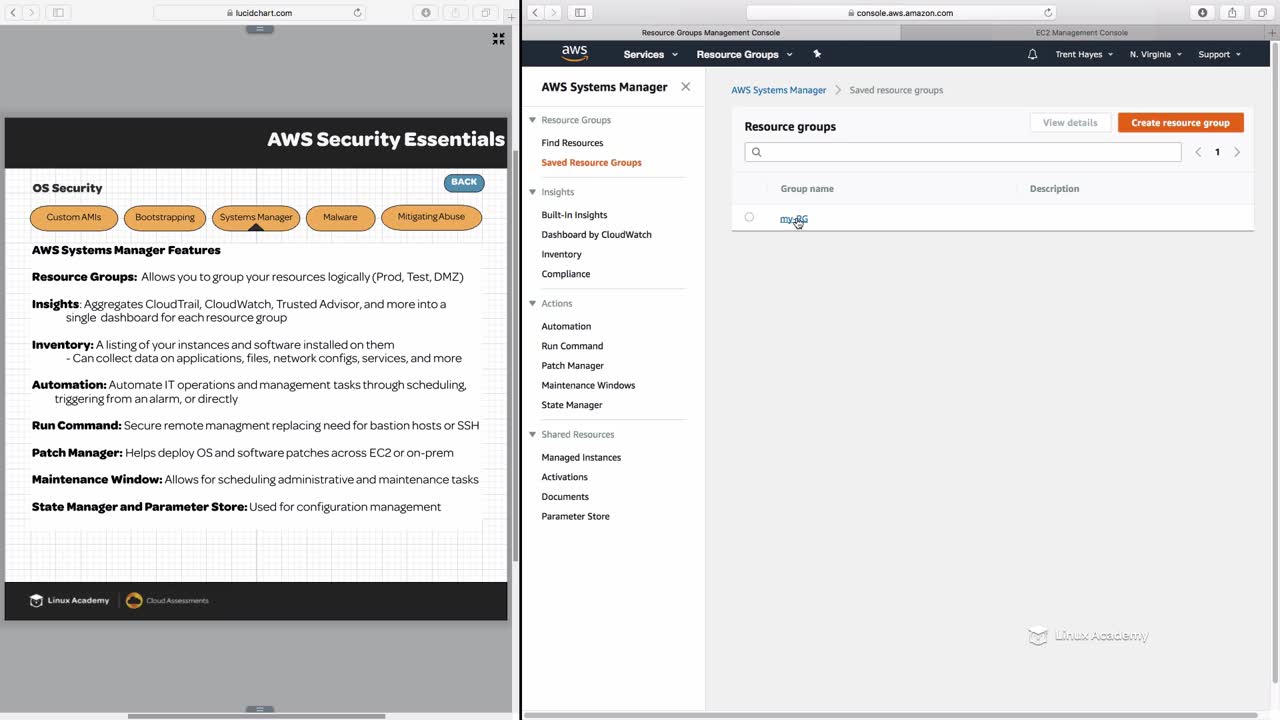 lucidchart.com
AWS Security Essentials
OS Security
BACK
Custom AMIs
Bootstrapping
Systems Manager
Malware
Mitigating Abuse
AWS Systems Manager Features
Resource Groups: Allows you to group your resources logically (Prod, Test, DMZ)
Insights: Aggregates CloudTrail, CloudWatch, Trusted Advisor, and more into a
single dashboard for each resource group
Inventory: A listing of your instances and software installed on them
- Can collect data on applications, files, network configs, services, and more
Automation: Automate IT operations and management tasks through scheduling,
triggering from an alarm, or directly
Run Command: Secure remote managment replacing need for bastion hosts or SSH
Patch Manager: Helps deploy OS and software patches across EC2 or on-prem
Maintenance Window: Allows for scheduling administrative and maintenance tasks
State Manager and Parameter Store: Used for configuration management
Linux Academy
Cloud Assessments
console.aws.amazon.com
Resource Groups Management Console
EC2 Management Console
aws
Services
Resource Groups
Trent Hayes
N. Virginia
Support
AWS Systems Manager
Resource Groups
Find Resources
Saved Resource Groups
Insights
Built-In Insights
Dashboard by CloudWatch
Inventory
Compliance
Actions
Automation
Run Command
Patch Manager
Maintenance Windows
State Manager
Shared Resources
Managed Instances
Activations
Documents
Parameter Store
AWS Systems Manager > Saved resource groups
Resource groups
View details
Create resource group
1
Group name
Description
my-RG
Linux Academy